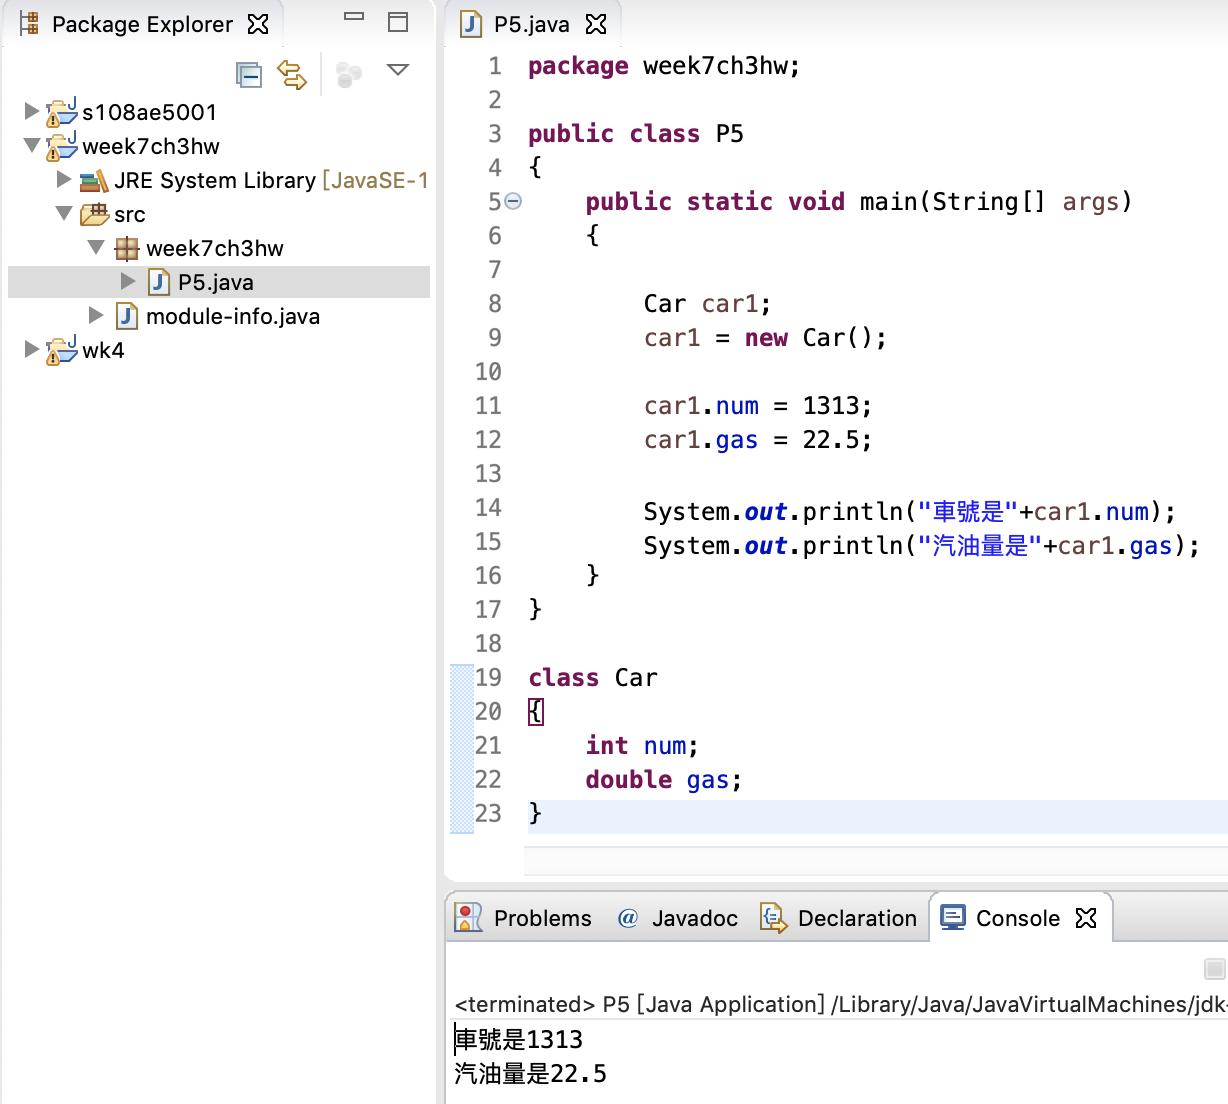 Package Explorer
s108ae5001
week7ch3hw
JRE System Library [JavaSE-1
src
week7ch3hw
P5.java
module-info.java
wk4
P5.java
1 package week7ch3hw;
2
3 public class P5
4 {
5 public static void main(String[] args)
6 {
7
8 Car car1;
9 car1 = new Car();
10
11 car1.num = 1313;
12 car1.gas = 22.5;
13
14 System.out.println("車號是"+car1.num);
15 System.out.println("汽油量是"+car1.gas);
16 }
17 }
18
19 class Car
20 {
21 int num;
22 double gas;
23 }
Problems @ Javadoc Declaration Console
<terminated> P5 [Java Application] /Library/Java/JavaVirtualMachines/jdk-
車號是1313
汽油量是22.5